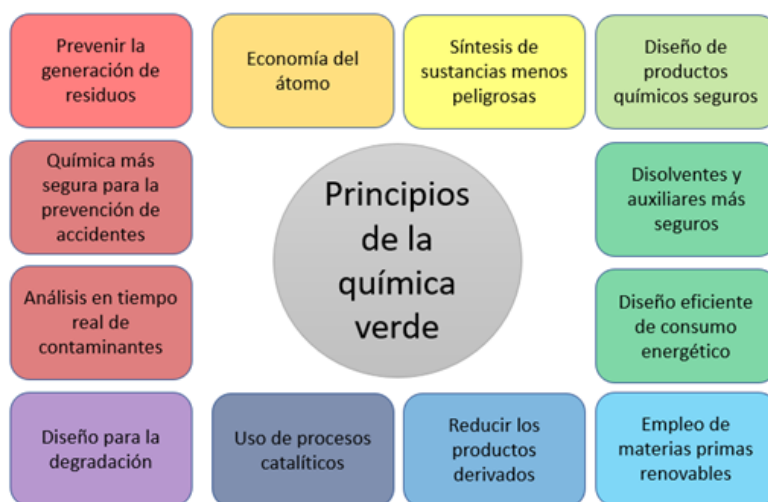 Prevenir la
generación de
residuos
Economía del
átomo
Síntesis de
sustancias menos
peligrosas
Diseño de
productos
químicos seguros
Química más
segura para la
prevención de
accidentes
Principios
de la
química
verde
Disolventes y
auxiliares más
seguros
Análisis en tiempo
real de
contaminantes
Diseño eficiente
de consumo
energético
Diseño para la
degradación
Uso de procesos
catalíticos
Reducir los
productos
derivados
Empleo de
materias primas
renovables